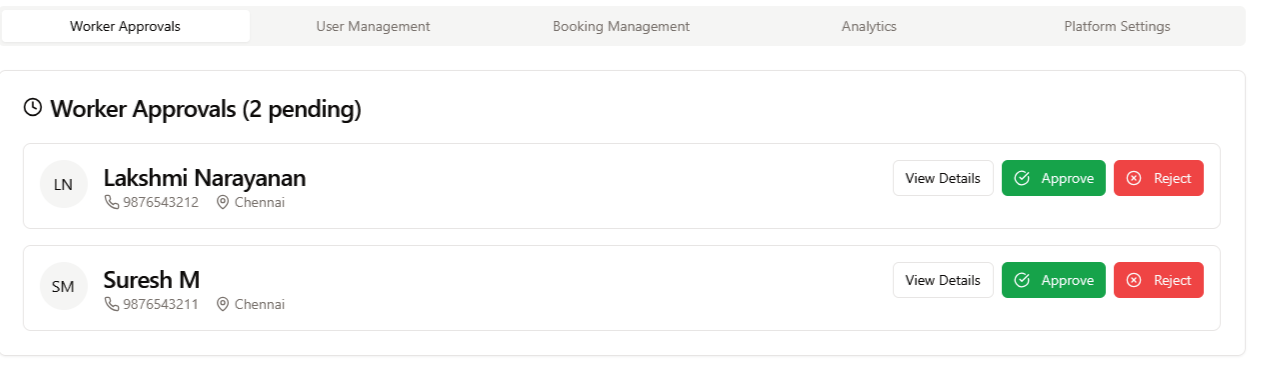 Worker Approvals User Management Booking Management Analytics Platform Settings
Worker Approvals (2 pending)
LN Lakshmi Narayanan View Details Approve Reject
9876543212 Chennai
SM Suresh M View Details Approve Reject
9876543211 Chennai